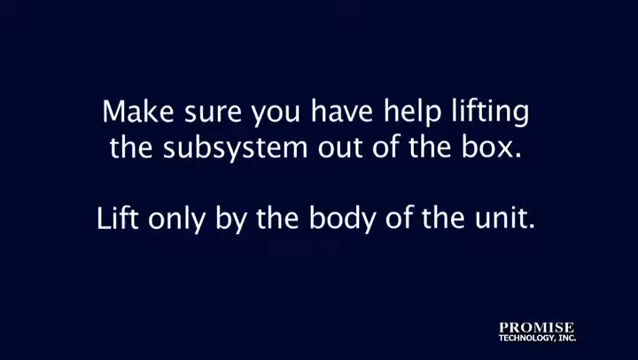 Make sure you have help lifting
the subsystem out of the box.
Lift only by the body of the unit.
PROMISE
TECHNOLOGY, INC.